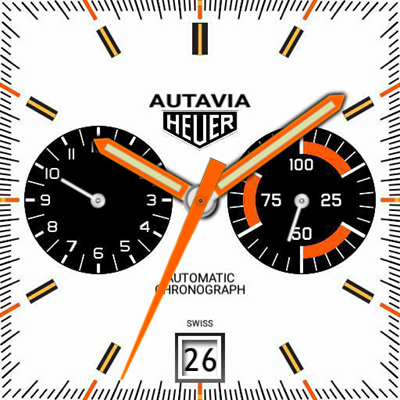 AUTAVIA
HEUER
11
10
9 3
8 4
7 6 5
100
75 25
50
AUTOMATIC
CHRONOGRAPH
SWISS
26